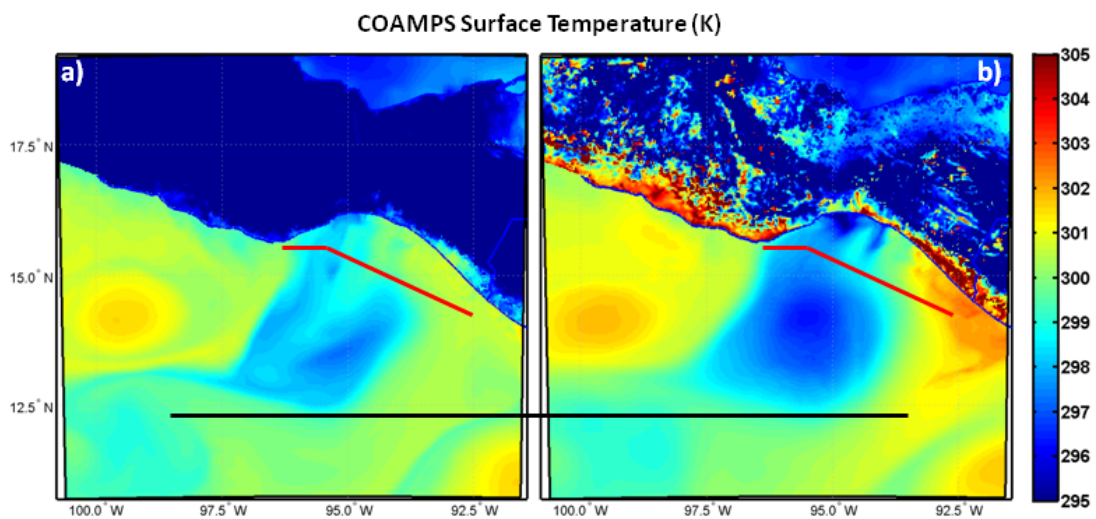 COAMPS Surface Temperature (K)
a)
b)
305
304
303
302
301
300
299
298
297
296
295
17.5° N
15.0° N
12.5° N
100.0° W
97.5° W
95.0° W
92.5° W
100.0° W
97.5° W
95.0° W
92.5° W